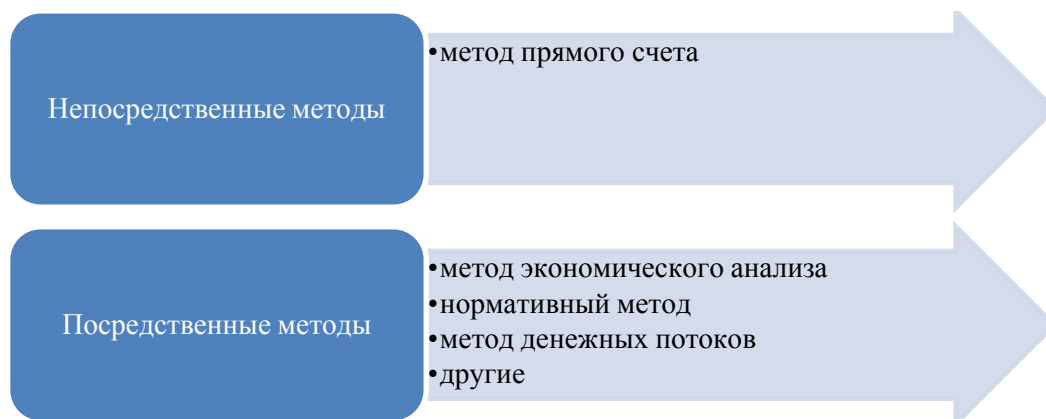 Непосредственные методы
•метод прямого счета
Посредственные методы
•метод экономического анализа
•нормативный метод
•метод денежных потоков
•другие